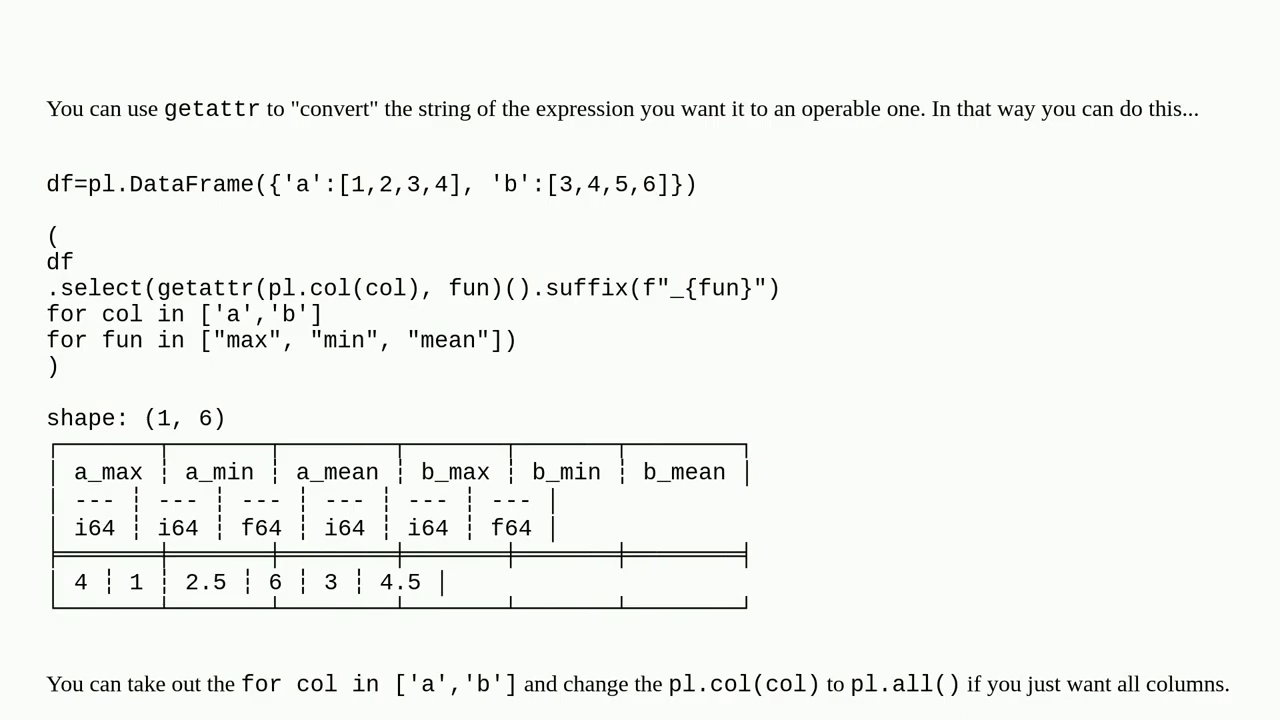 You can use getattr to "convert" the string of the expression you want it to an operable one. In that way you can do this...
df=pl.DataFrame({'a':[1,2,3,4], 'b':[3,4,5,6]})
(
df
.select(getattr(pl.col(col), fun)().suffix(f"_{fun}")
for col in ['a','b']
for fun in ["max", "min", "mean"])
)
shape: (1, 6)
┌───────┬───────┬────────┬───────┬───────┬────────┐
│ a_max ┆ a_min ┆ a_mean ┆ b_max ┆ b_min ┆ b_mean │
│ --- ┆ --- ┆ --- ┆ --- ┆ --- ┆ --- │
│ i64 ┆ i64 ┆ f64 ┆ i64 ┆ i64 ┆ f64 │
╞═══════╪═══════╪════════╪═══════╪═══════╪════════╡
│ 4 ┆ 1 ┆ 2.5 ┆ 6 ┆ 3 ┆ 4.5 │
└───────┴───────┴────────┴───────┴───────┴────────┘
You can take out the for col in ['a','b'] and change the pl.col(col) to pl.all() if you just want all columns.